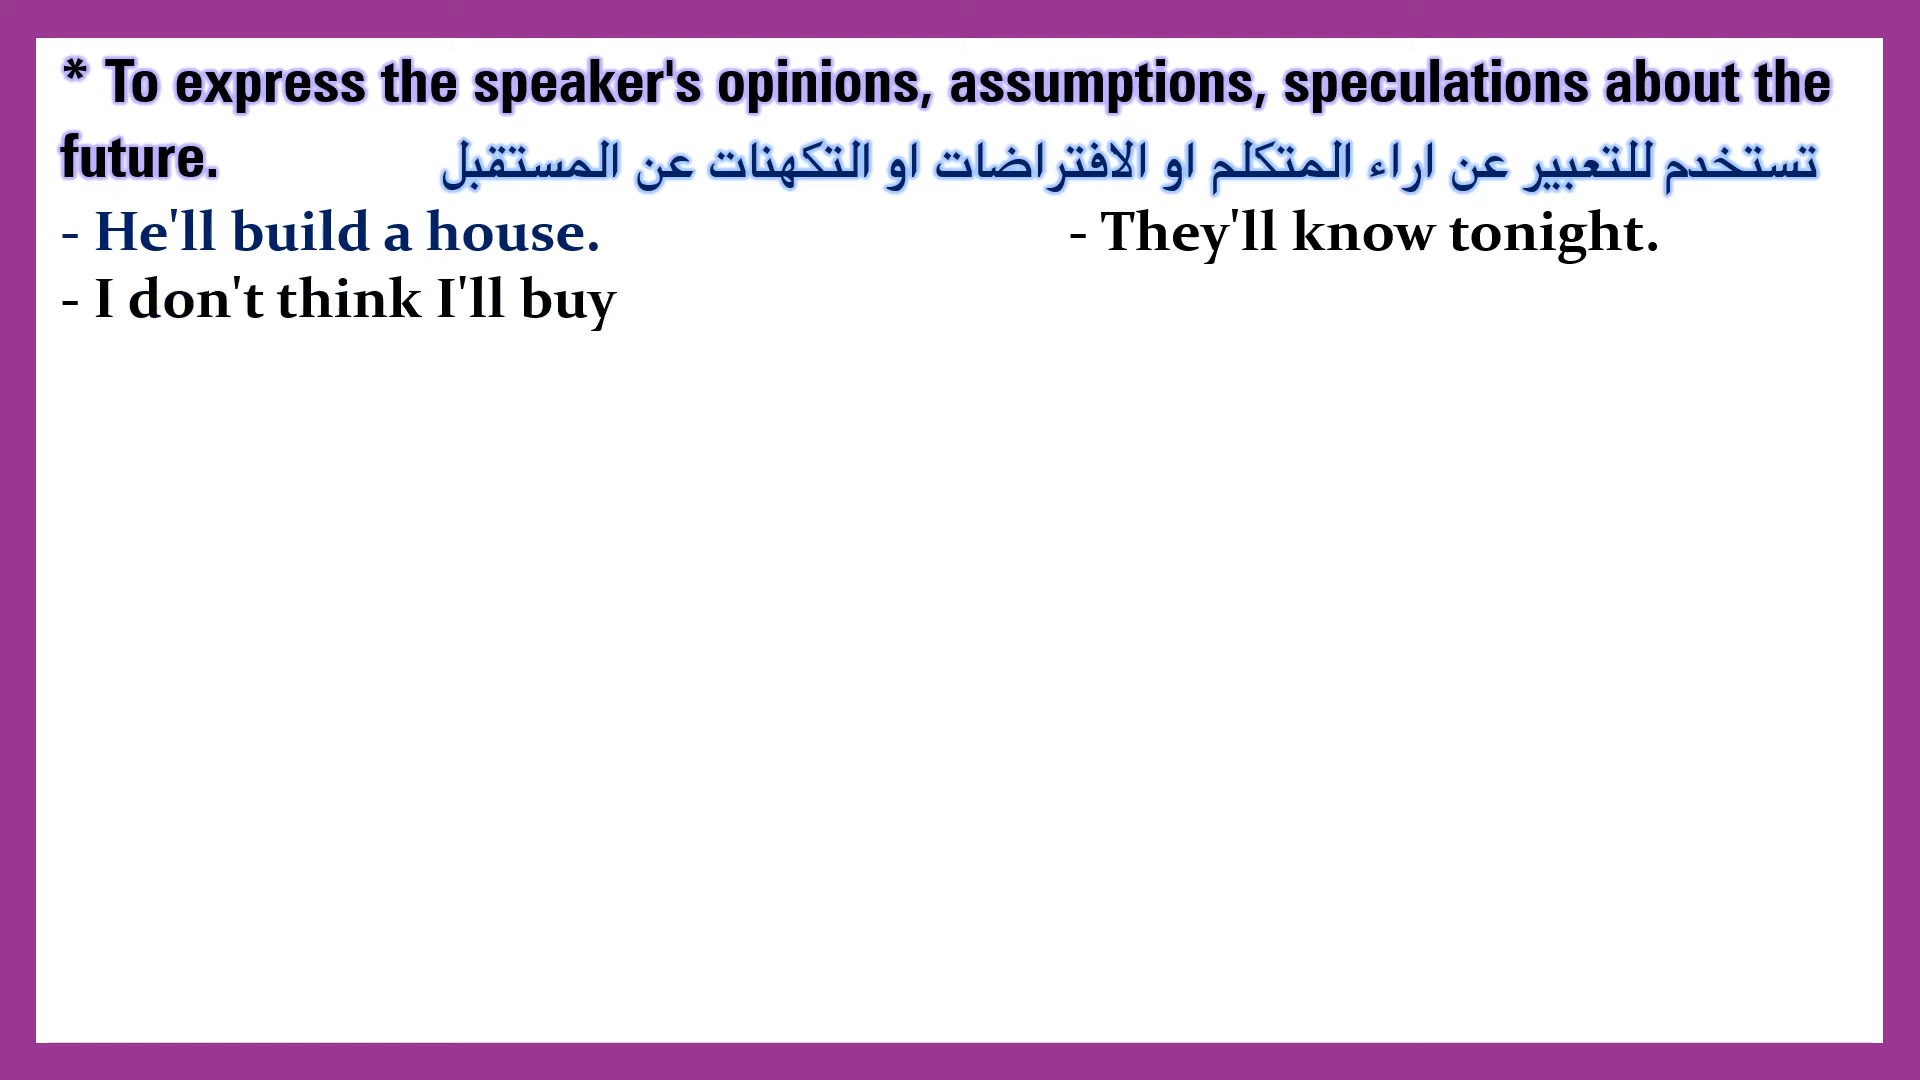 * To express the speaker's opinions, assumptions, speculations about the
future. تستخدم للتعبير عن اراء المتكلم او الافتراضات او التكهنات عن المستقبل
- He'll build a house. - They'll know tonight.
- I don't think I'll buy